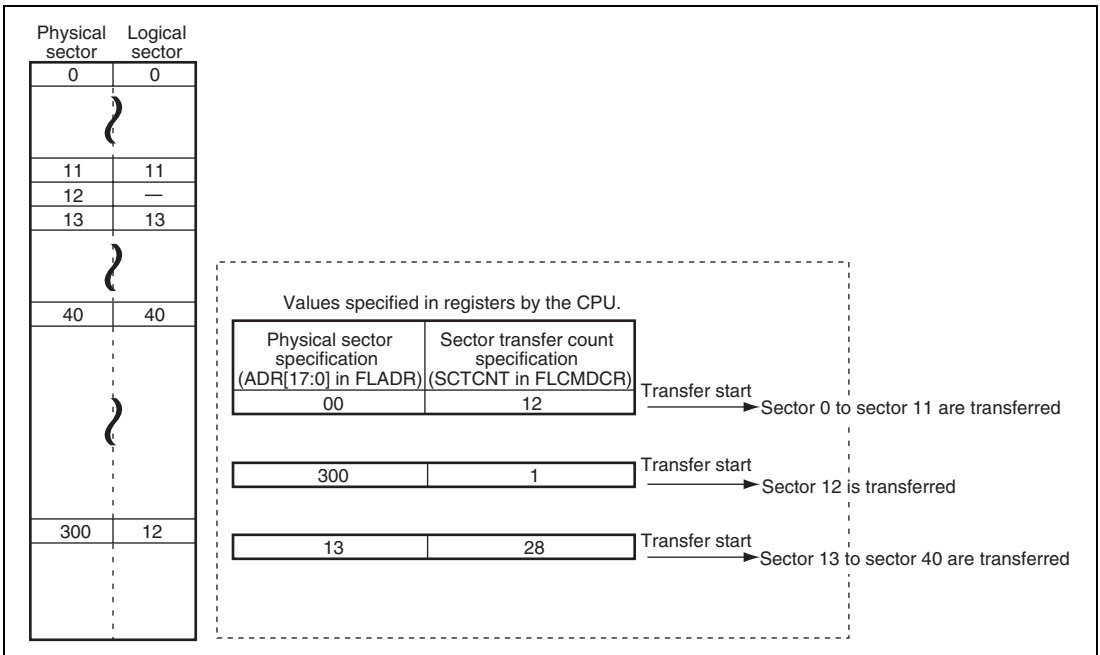 Physical sector Logical sector
0 0
11 11
12 —
13 13
40 40
300 12
Values specified in registers by the CPU.
Physical sector specification (ADR[17:0] in FLADR) Sector transfer count specification (SCTCNT in FLCMDCR)
00 12
Transfer start
Sector 0 to sector 11 are transferred
300 1
Transfer start
Sector 12 is transferred
13 28
Transfer start
Sector 13 to sector 40 are transferred